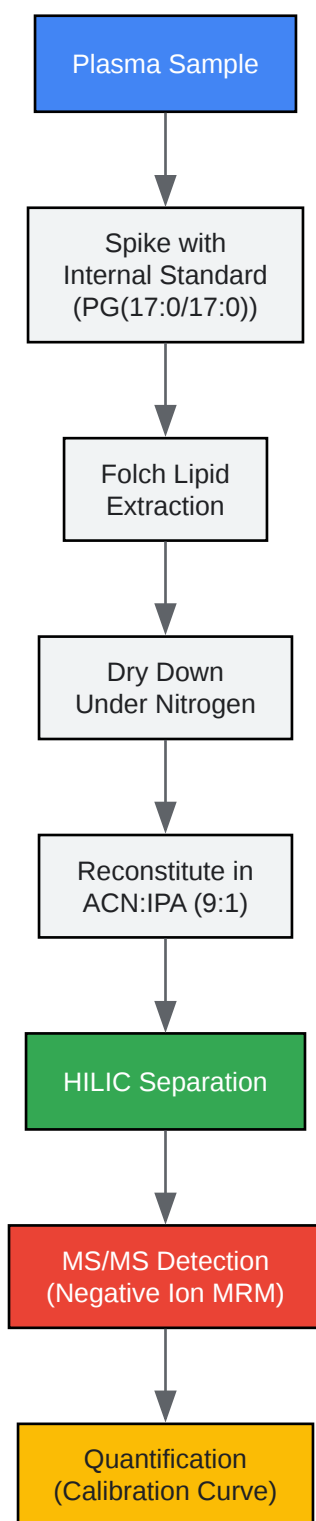 Plasma Sample
Spike with
Internal Standard
(PG(17:0/17:0))
Folch Lipid
Extraction
Dry Down
Under Nitrogen
Reconstitute in
ACN:IPA (9:1)
HILIC Separation
MS/MS Detection
(Negative Ion MRM)
Quantification
(Calibration Curve)